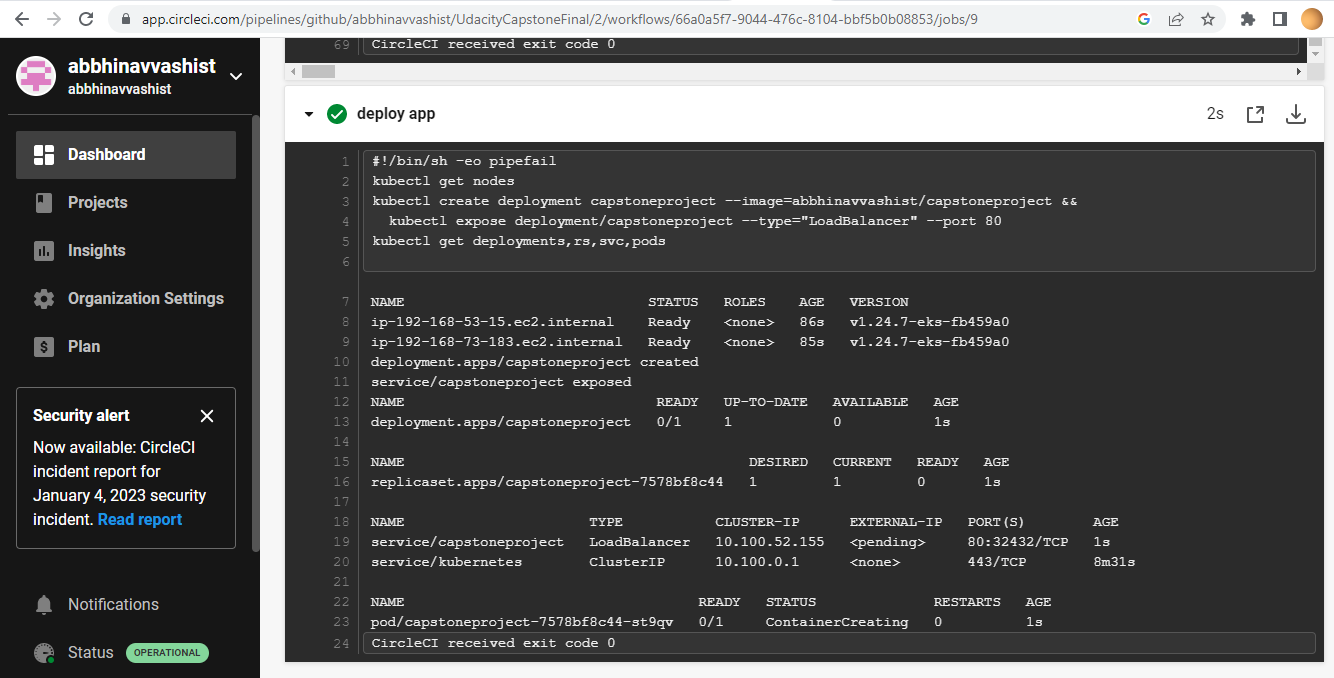 app.circleci.com/pipelines/github/abbhinavvashist/UdacityCapstoneFinal/2/workflows/66a0a5f7-9044-476c-8104-bbf5b0b08853/jobs/9
abbhinavvashist
abbhinavvashist
Dashboard
Projects
Insights
Organization Settings
Plan
Security alert
Now available: CircleCI
incident report for
January 4, 2023 security
incident. Read report
Notifications
Status OPERATIONAL
69 CircleCI received exit code 0
deploy app 2s
1 #!/bin/sh -eo pipefail
2 kubectl get nodes
3 kubectl create deployment capstoneproject --image=abbhinavvashist/capstoneproject &&
4 kubectl expose deployment/capstoneproject --type="LoadBalancer" --port 80
5 kubectl get deployments,rs,svc,pods
6
7 NAME STATUS ROLES AGE VERSION
8 ip-192-168-53-15.ec2.internal Ready <none> 86s v1.24.7-eks-fb459a0
9 ip-192-168-73-183.ec2.internal Ready <none> 85s v1.24.7-eks-fb459a0
10 deployment.apps/capstoneproject created
11 service/capstoneproject exposed
12 NAME READY UP-TO-DATE AVAILABLE AGE
13 deployment.apps/capstoneproject 0/1 1 0 1s
14
15 NAME DESIRED CURRENT READY AGE
16 replicaset.apps/capstoneproject-7578bf8c44 1 1 0 1s
17
18 NAME TYPE CLUSTER-IP EXTERNAL-IP PORT(S) AGE
19 service/capstoneproject LoadBalancer 10.100.52.155 <pending> 80:32432/TCP 1s
20 service/kubernetes ClusterIP 10.100.0.1 <none> 443/TCP 8m31s
21
22 NAME READY STATUS RESTARTS AGE
23 pod/capstoneproject-7578bf8c44-st9qv 0/1 ContainerCreating 0 1s
24 CircleCI received exit code 0